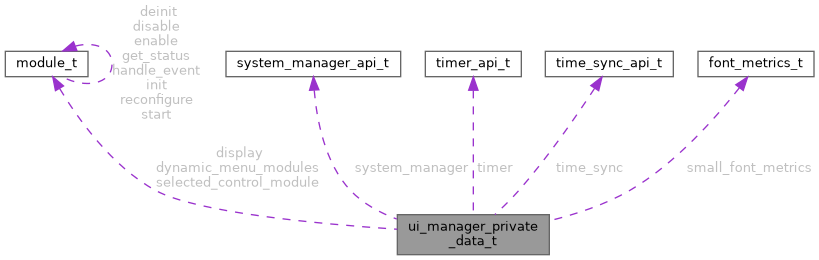 deinit
disable
enable
get_status
handle_event
init
reconfigure
start
module_t
system_manager_api_t
timer_api_t
time_sync_api_t
font_metrics_t
display
dynamic_menu_modules
selected_control_module
system_manager
timer
time_sync
small_font_metrics
ui_manager_private
_data_t